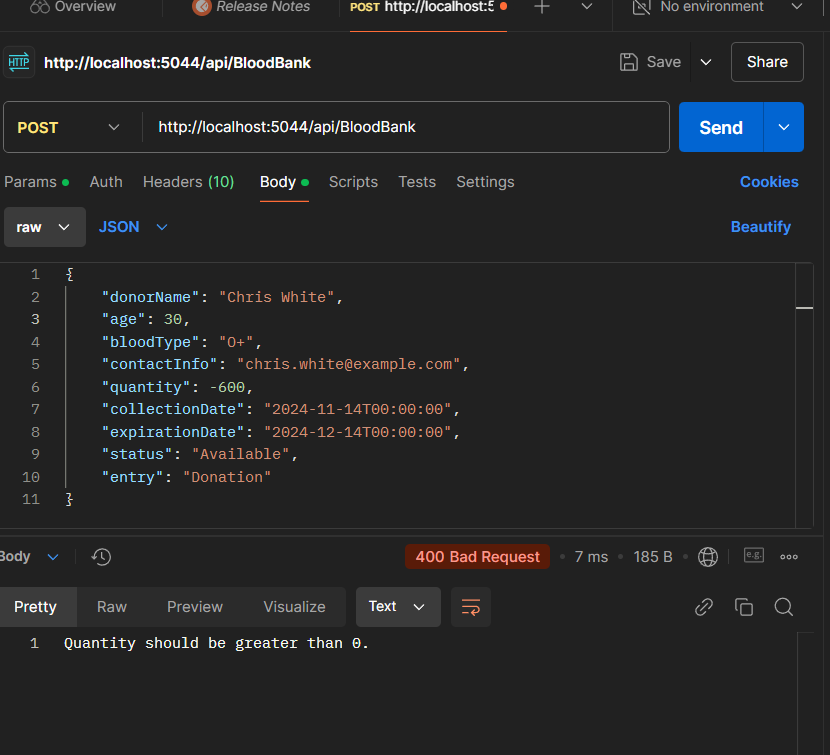 Overview Release Notes POST http://localhost:5 No environment
HTTP http://localhost:5044/api/BloodBank Save Share
POST http://localhost:5044/api/BloodBank Send
Params Auth Headers (10) Body Scripts Tests Settings Cookies
raw JSON Beautify
1 {
2 "donorName": "Chris White",
3 "age": 30,
4 "bloodType": "O+",
5 "contactInfo": "chris.white@example.com",
6 "quantity": -600,
7 "collectionDate": "2024-11-14T00:00:00",
8 "expirationDate": "2024-12-14T00:00:00",
9 "status": "Available",
10 "entry": "Donation"
11 }
Body 400 Bad Request 7 ms 185 B e.g.
Pretty Raw Preview Visualize Text
1 Quantity should be greater than 0.